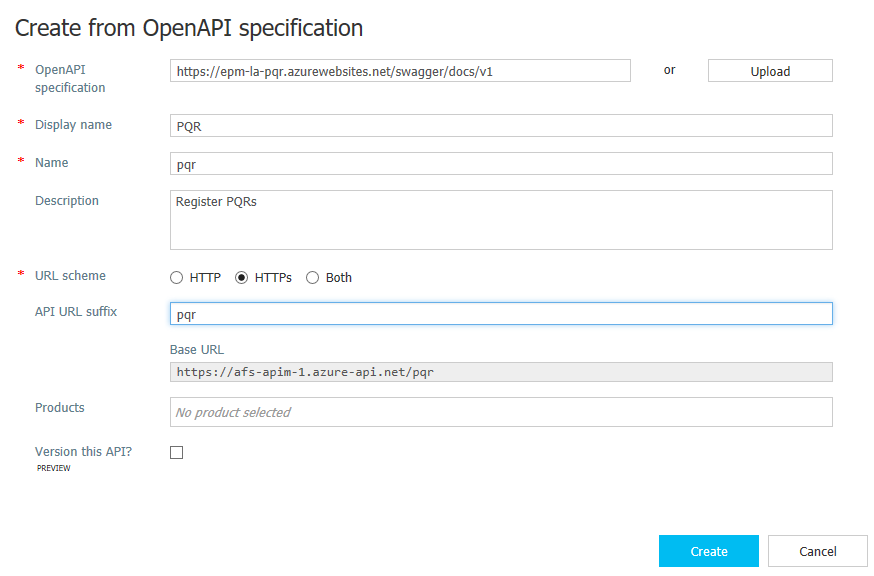 Create from OpenAPI specification
* OpenAPI specification
https://epm-la-pqr.azurewebsites.net/swagger/docs/v1
or
Upload
* Display name
PQR
* Name
pqr
Description
Register PQRs
* URL scheme
HTTP HTTPs Both
API URL suffix
pqr
Base URL
https://afs-apim-1.azure-api.net/pqr
Products
No product selected
Version this API?
PREVIEW
Create
Cancel